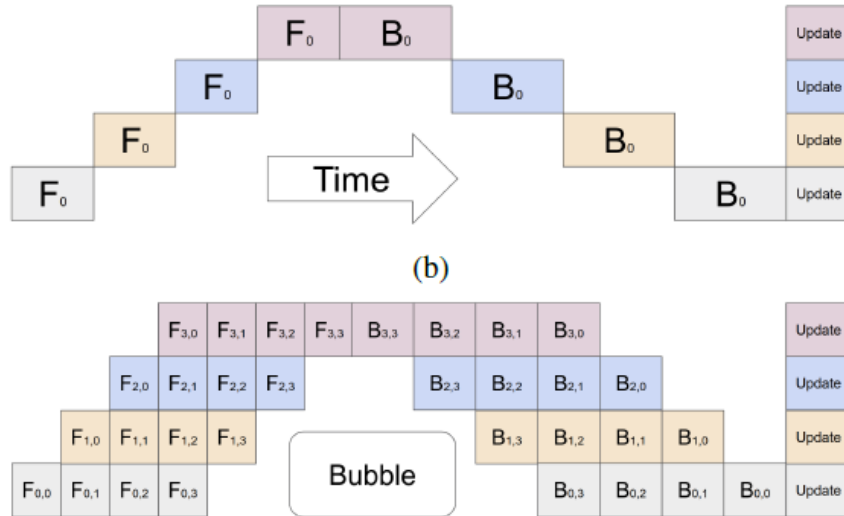 F₀ B₀ Update
F₀ B₀ Update
F₀ B₀ Update
F₀ B₀ Update
Time
(b)
F₃,₀ F₃,₁ F₃,₂ F₃,₃ B₃,₃ B₃,₂ B₃,₁ B₃,₀ Update
F₂,₀ F₂,₁ F₂,₂ F₂,₃ B₂,₃ B₂,₂ B₂,₁ B₂,₀ Update
F₁,₀ F₁,₁ F₁,₂ F₁,₃ B₁,₃ B₁,₂ B₁,₁ B₁,₀ Update
F₀,₀ F₀,₁ F₀,₂ F₀,₃ Bubble B₀,₃ B₀,₂ B₀,₁ B₀,₀ Update